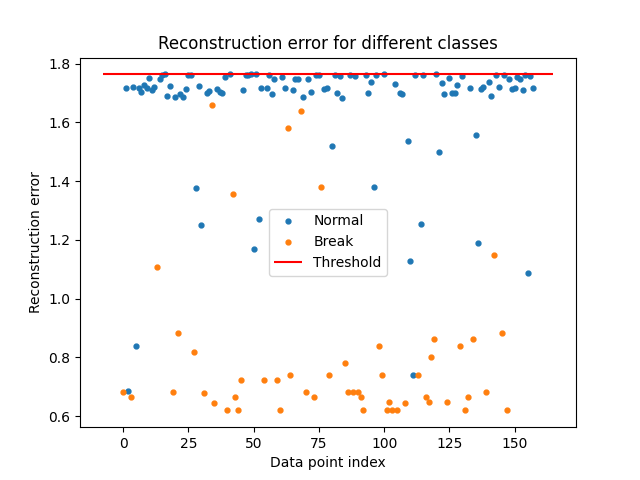 Reconstruction error for different classes
1.8
1.6
1.4
1.2
1.0
0.8
0.6
Reconstruction error
Normal
Break
Threshold
0 25 50 75 100 125 150
Data point index